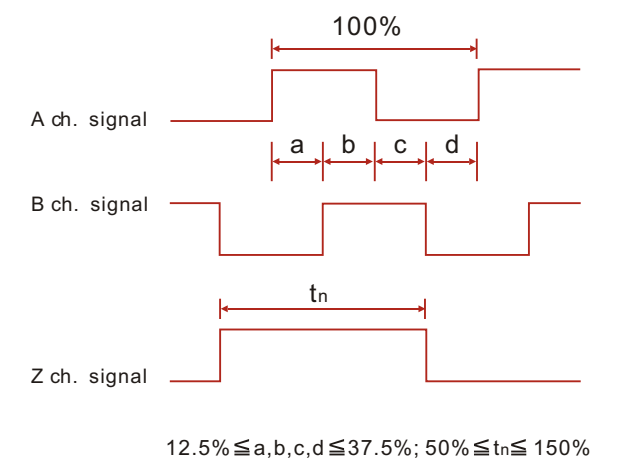 100%
A ch. signal
a b c d
B ch. signal
tn
Z ch. signal
12.5%≦a,b,c,d≦37.5%; 50%≦tn≦ 150%